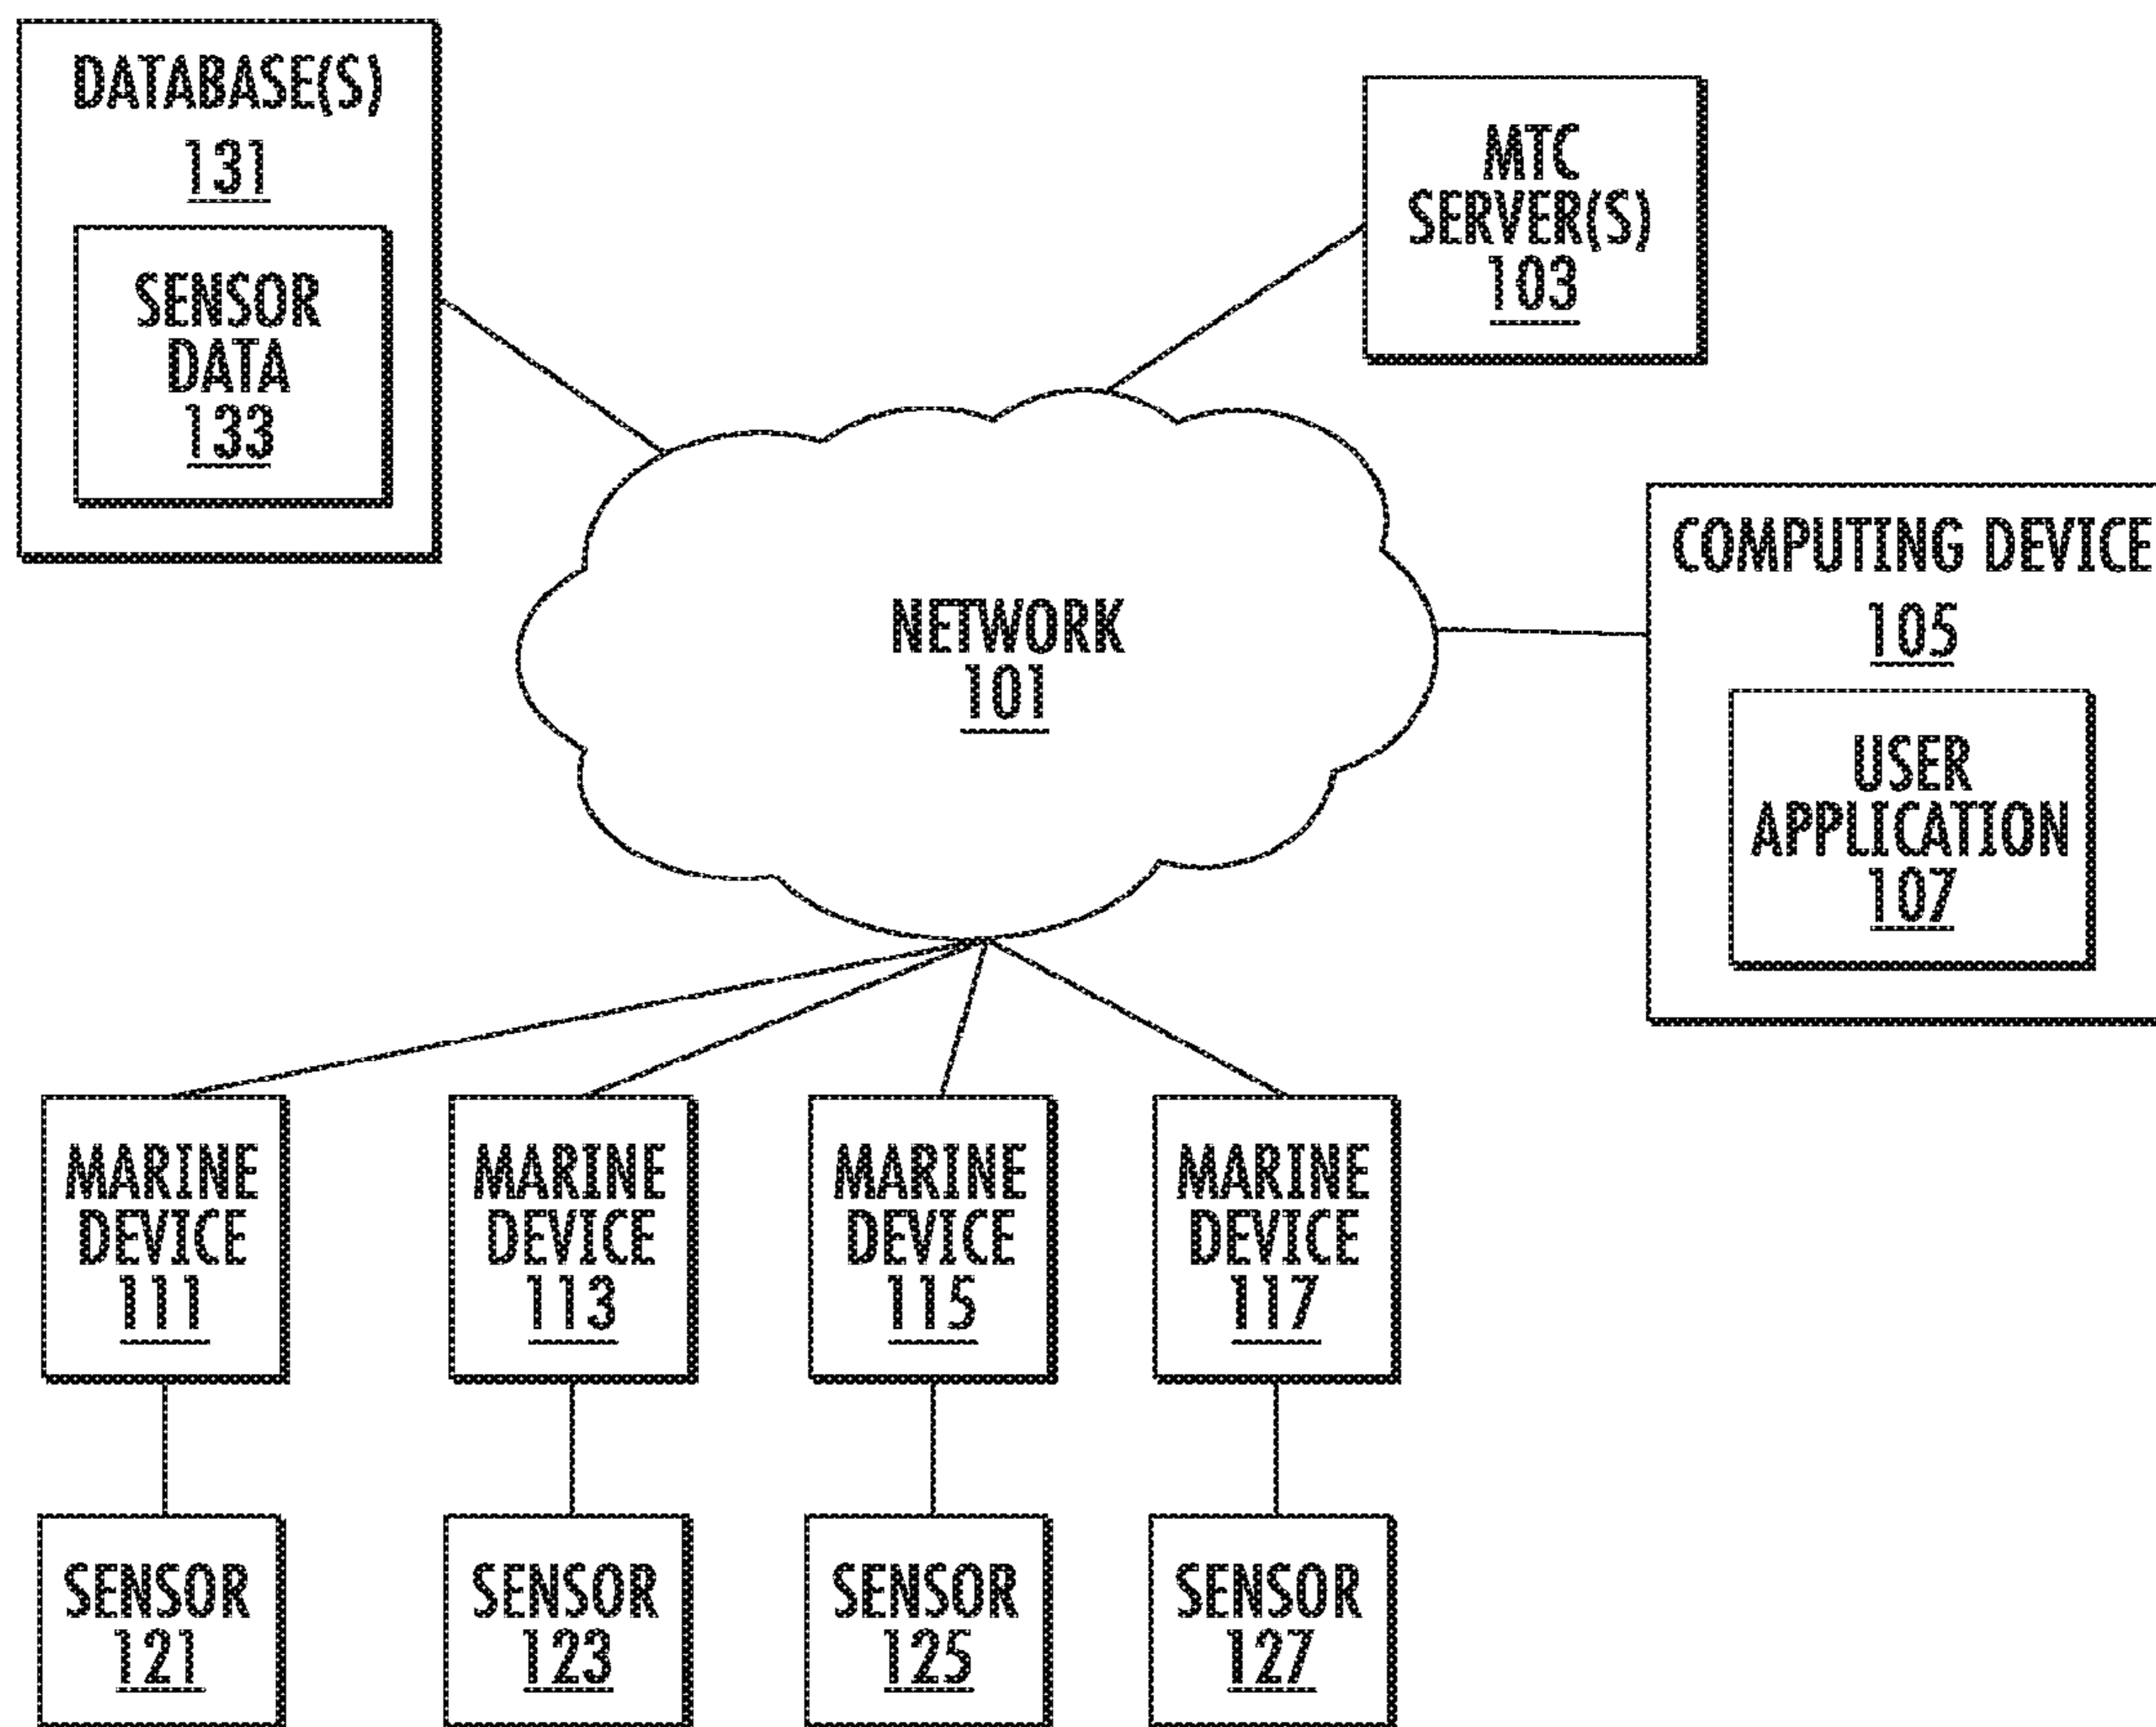 DATABASE(S)
131
SENSOR
DATA
133
MTC
SERVER(S)
103
NETWORK
101
COMPUTING DEVICE
105
USER
APPLICATION
107
MARINE
DEVICE
111
MARINE
DEVICE
113
MARINE
DEVICE
115
MARINE
DEVICE
117
SENSOR
121
SENSOR
123
SENSOR
125
SENSOR
127